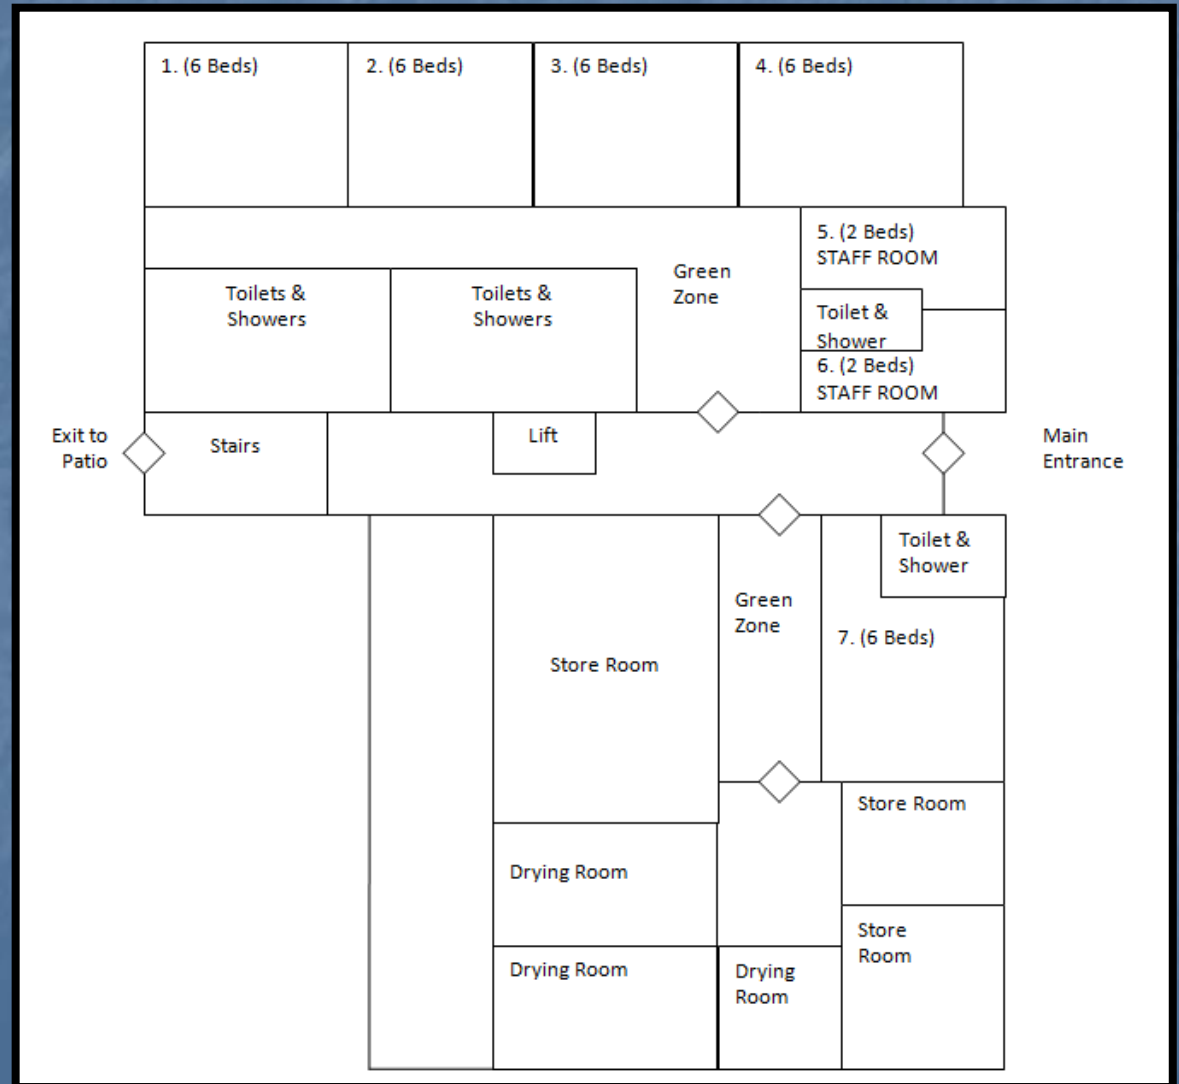 1. (6 Beds)
2. (6 Beds)
3. (6 Beds)
4. (6 Beds)
5. (2 Beds)
STAFF ROOM
Green
Zone
Toilets &
Showers
Toilets &
Showers
Toilet &
Shower
6. (2 Beds)
STAFF ROOM
Exit to
Patio
Stairs
Lift
Main
Entrance
Toilet &
Shower
Green
Zone
7. (6 Beds)
Store Room
Store Room
Drying Room
Store
Room
Drying Room
Drying
Room